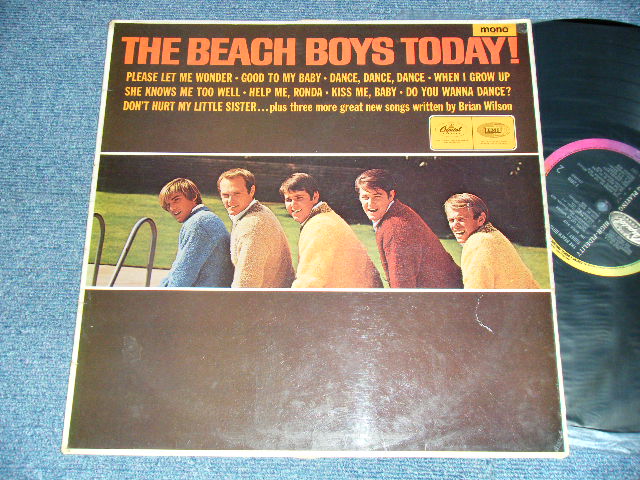 mono
THE BEACH BOYS TODAY!
PLEASE LET ME WONDER • GOOD TO MY BABY • DANCE, DANCE, DANCE • WHEN I GROW UP
SHE KNOWS ME TOO WELL • HELP ME, RONDA • KISS ME, BABY • DO YOU WANNA DANCE?
DON'T HURT MY LITTLE SISTER...plus three more great new songs written by Brian Wilson
Capitol
EMI